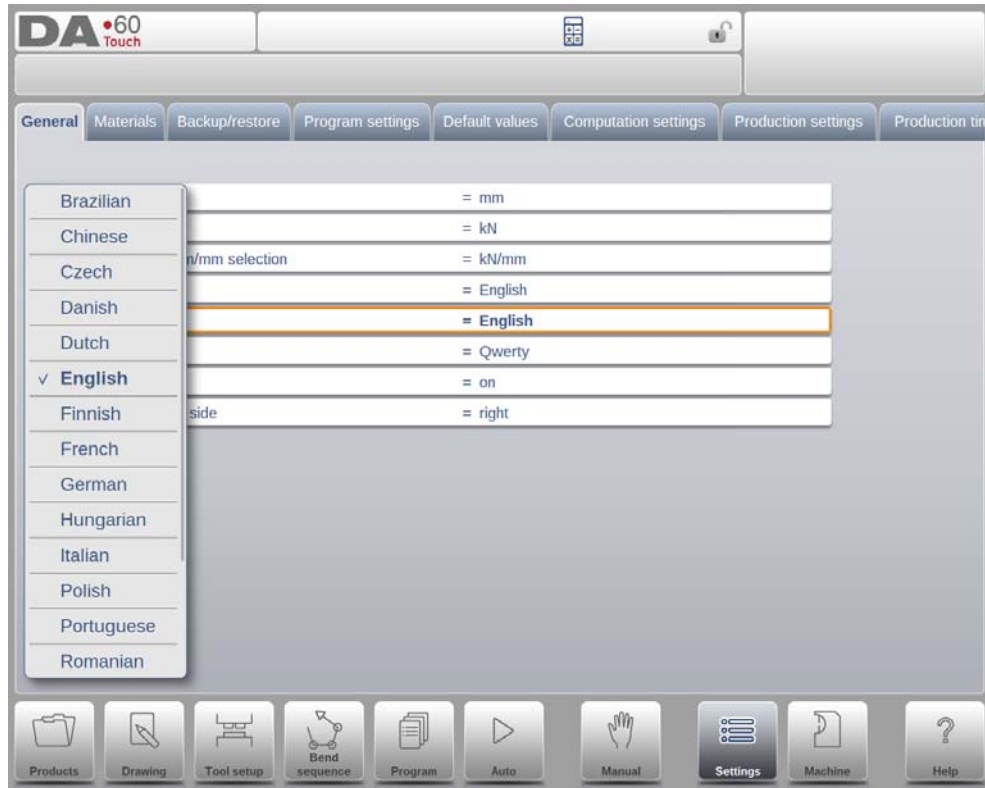 DA•60
Touch
General Materials Backup/restore Program settings Default values Computation settings Production settings Production tim
Brazilian
Chinese
Czech
Danish
Dutch
✓ English
Finnish
French
German
Hungarian
Italian
Polish
Portuguese
Romanian
= mm
= kN
n/mm selection = kN/mm
= English
= English
= Qwerty
= on
side = right
Products
Drawing
Tool setup
Bend
sequence
Program
Auto
Manual
Settings
Machine
?
Help